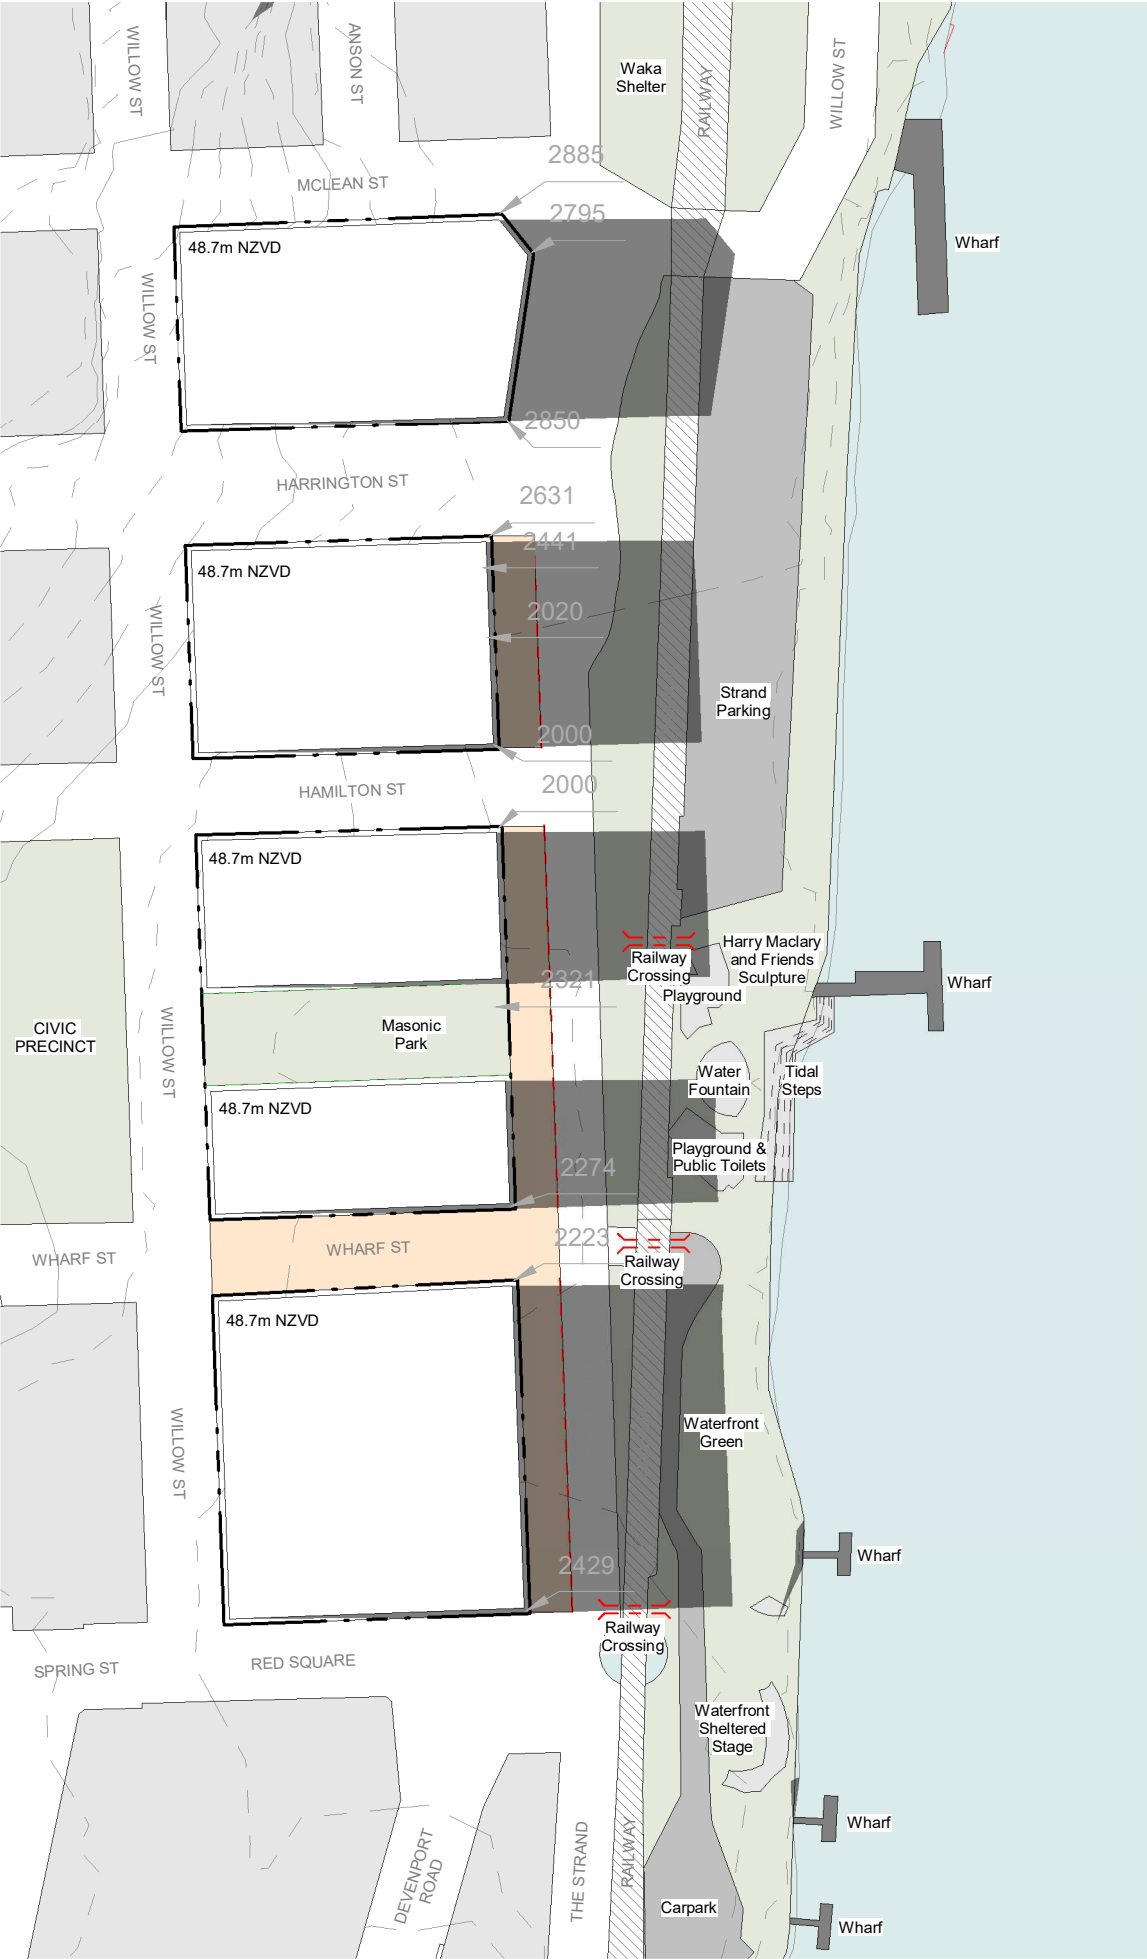 WILLOW ST
ANSON ST
Waka
Shelter
RAILWAY
WILLOW ST
2885
MCLEAN ST
2795
48.7m NZVD
Wharf
WILLOW ST
2850
HARRINGTON ST
2631
2441
48.7m NZVD
2020
WILLOW ST
Strand
Parking
2000
HAMILTON ST
2000
48.7m NZVD
Harry Maclary
and Friends
Sculpture
Railway
Crossing
Playground
2321
Wharf
CIVIC
PRECINCT
WILLOW ST
Masonic
Park
Water
Fountain
Tidal
Steps
48.7m NZVD
Playground &
Public Toilets
2274
2223
WHARF ST
WHARF ST
Railway
Crossing
48.7m NZVD
WILLOW ST
Waterfront
Green
2429
Wharf
Railway
Crossing
SPRING ST
RED SQUARE
Waterfront
Sheltered
Stage
Wharf
DEVENPORT
ROAD
THE STRAND
RAILWAY
Carpark
Wharf